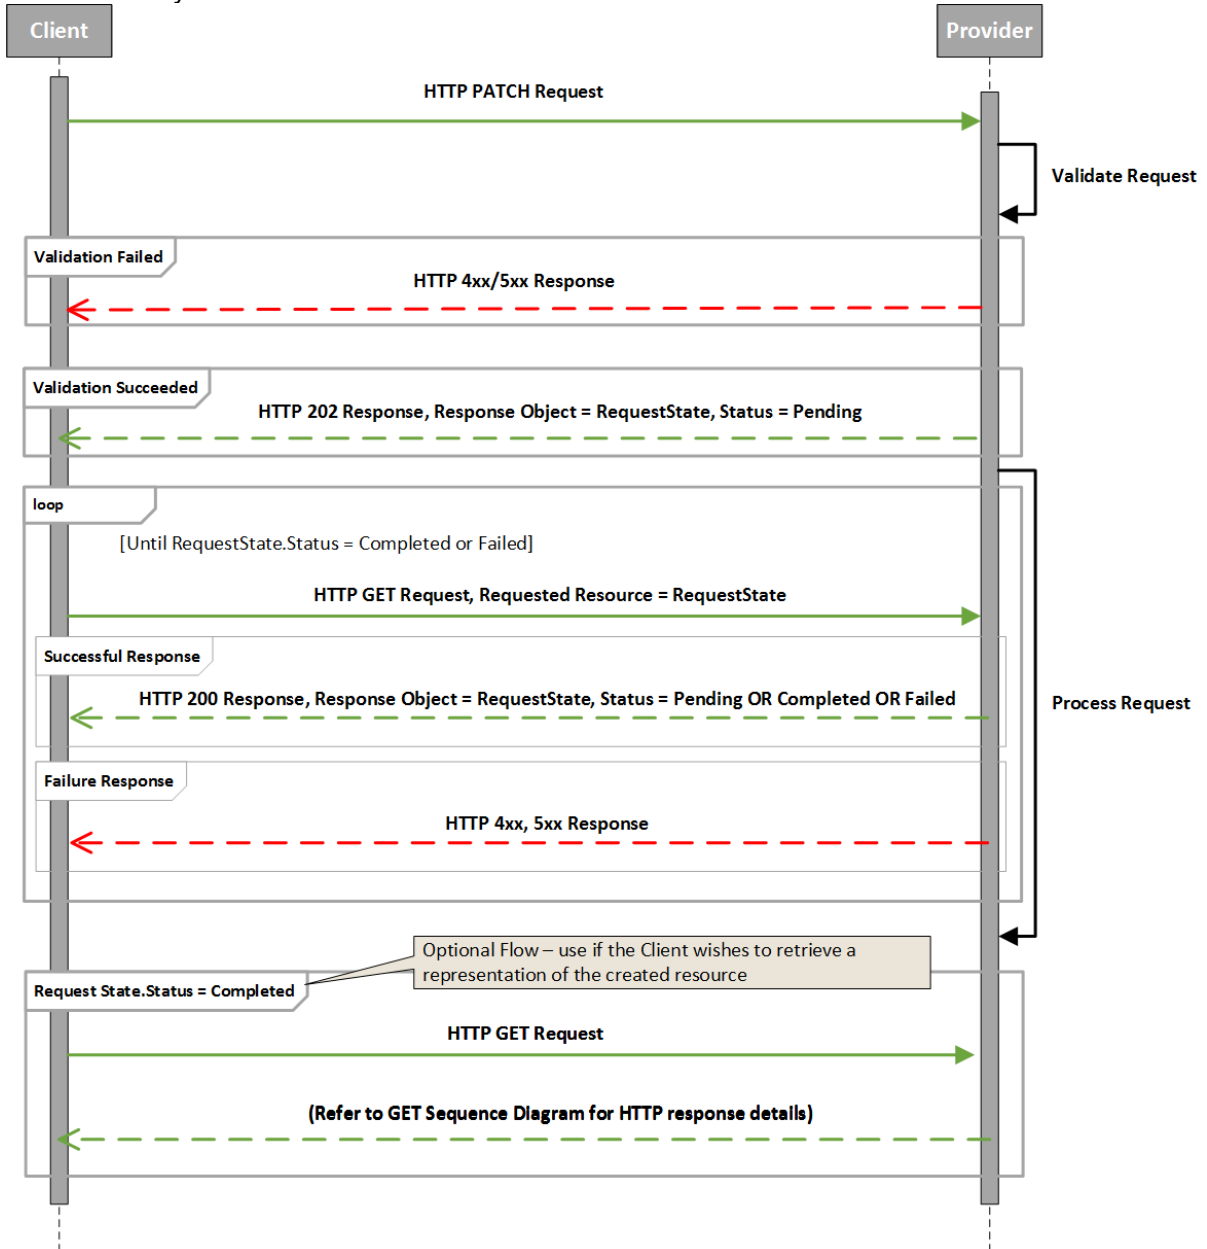 Client
Provider
HTTP PATCH Request
Validate Request
Validation Failed
HTTP 4xx/5xx Response
Validation Succeeded
HTTP 202 Response, Response Object = RequestState, Status = Pending
loop
[Until RequestState.Status = Completed or Failed]
HTTP GET Request, Requested Resource = RequestState
Successful Response
HTTP 200 Response, Response Object = RequestState, Status = Pending OR Completed OR Failed
Process Request
Failure Response
HTTP 4xx, 5xx Response
Optional Flow – use if the Client wishes to retrieve a
representation of the created resource
Request State.Status = Completed
HTTP GET Request
(Refer to GET Sequence Diagram for HTTP response details)